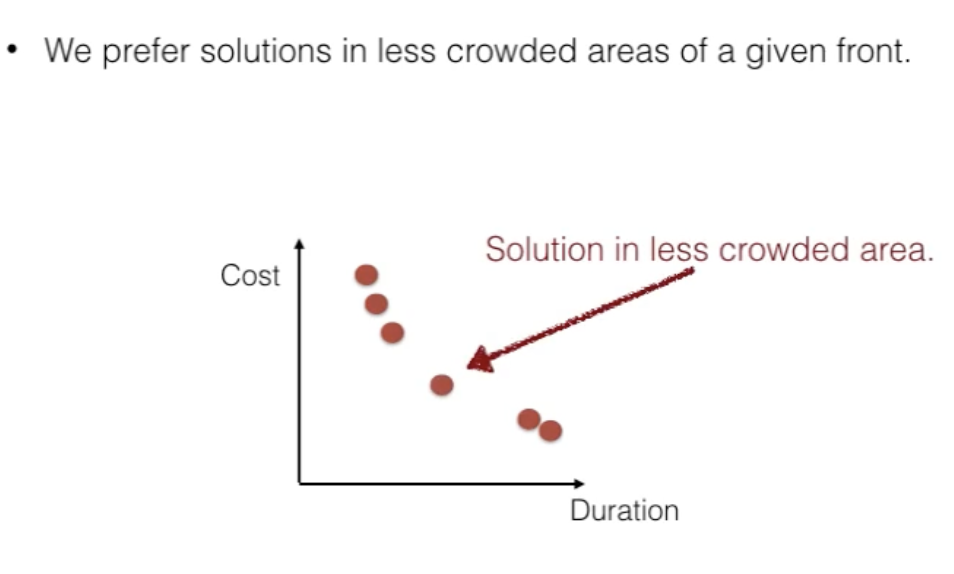 • We prefer solutions in less crowded areas of a given front.
Solution in less crowded area.
Cost
Duration